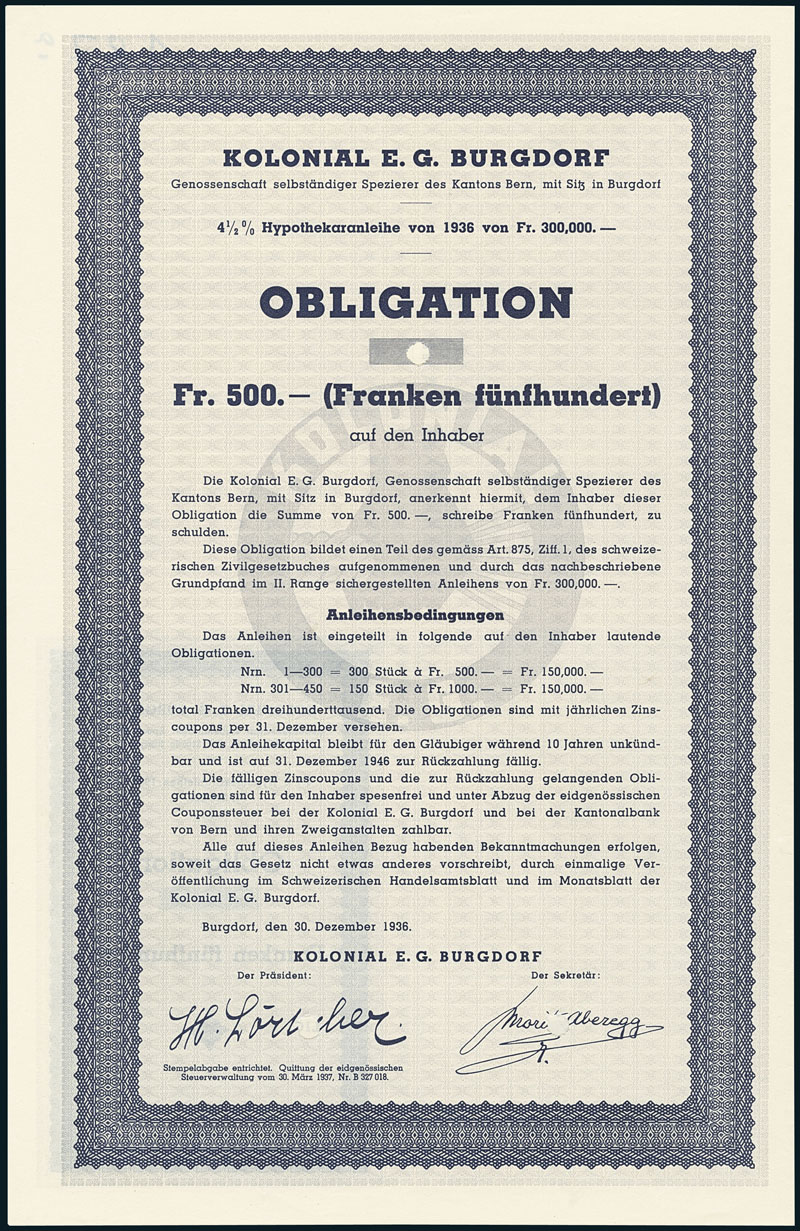 KOLONIAL E. G. BURGDORF
Genossenschaft selbständiger Spezierer des Kantons Bern, mit Sitz in Burgdorf
4½ % Hypothekaranleihe von 1936 von Fr. 300,000. —
OBLIGATION
Fr. 500. — (Franken fünfhundert)
auf den Inhaber
KOLONIAL
Die Kolonial E. G. Burgdorf, Genossenschaft selbständiger Spezierer des
Kantons Bern, mit Sitz in Burgdorf, anerkennt hiermit, dem Inhaber dieser
Obligation die Summe von Fr. 500. —, schreibe Franken fünfhundert, zu
schulden.
Diese Obligation bildet einen Teil des gemäss Art. 875, Ziff. 1, des schweize-
rischen Zivilgesetzbuches aufgenommenen und durch das nachbeschriebene
Grundpfand im II. Range sichergestellten Anleihens von Fr. 300,000. —.
Anleihensbedingungen
Das Anleihen ist eingeteilt in folgende auf den Inhaber lautende
Obligationen.
Nrn. 1—300 = 300 Stück à Fr. 500. — = Fr. 150,000. —
Nrn. 301—450 = 150 Stück à Fr. 1000. — = Fr. 150,000. —
total Franken dreihunderttausend. Die Obligationen sind mit jährlichen Zins-
coupons per 31. Dezember versehen.
Das Anleihekapital bleibt für den Gläubiger während 10 Jahren unkünd-
bar und ist auf 31. Dezember 1946 zur Rückzahlung fällig.
Die fälligen Zinscoupons und die zur Rückzahlung gelangenden Obli-
gationen sind für den Inhaber spesenfrei und unter Abzug der eidgenössischen
Couponssteuer bei der Kolonial E. G. Burgdorf und bei der Kantonalbank
von Bern und ihren Zweiganstalten zahlbar.
Alle auf dieses Anleihen Bezug habenden Bekanntmachungen erfolgen,
soweit das Gesetz nicht etwas anderes vorschreibt, durch einmalige Ver-
öffentlichung im Schweizerischen Handelsamtsblatt und im Monatsblatt der
Kolonial E. G. Burgdorf.
Burgdorf, den 30. Dezember 1936.
KOLONIAL E. G. BURGDORF
Der Präsident: Der Sekretär:
Aberegg
Stempelabgabe entrichtet. Quittung der eidgenössischen
Steuerverwaltung vom 30. März 1937, Nr. B 327 018.